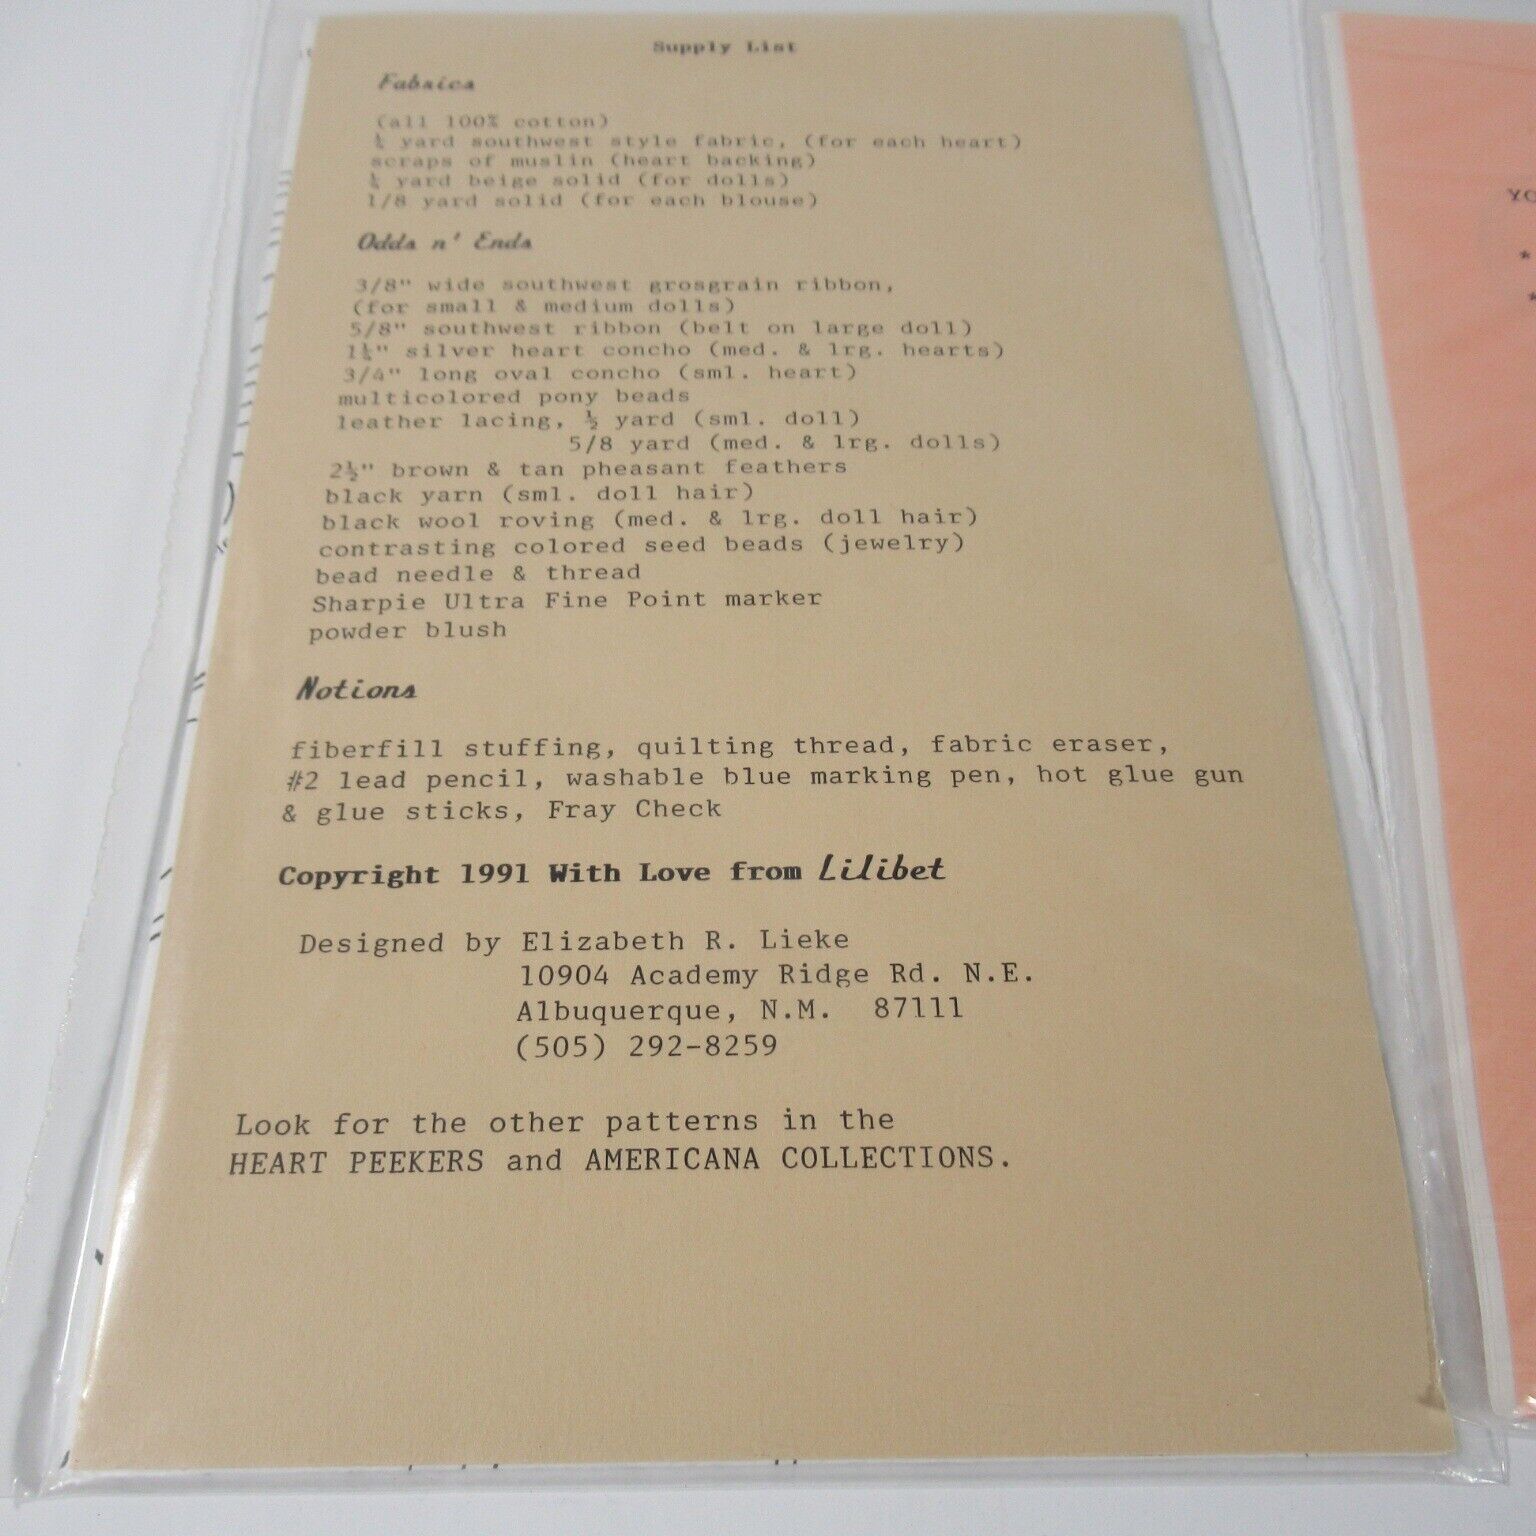 Supply List
Fabrics
(all 100% cotton)
¼ yard southwest style fabric, (for each heart)
scraps of muslin (heart backing)
¼ yard beige solid (for dolls)
1/8 yard solid (for each blouse)
Odds n' Ends
3/8" wide southwest grosgrain ribbon,
(for small & medium dolls)
5/8" southwest ribbon (belt on large doll)
1¼" silver heart concho (med. & lrg. hearts)
3/4" long oval concho (sml. heart)
multicolored pony beads
leather lacing, ½ yard (sml. doll)
5/8 yard (med. & lrg. dolls)
2½" brown & tan pheasant feathers
black yarn (sml. doll hair)
black wool roving (med. & lrg. doll hair)
contrasting colored seed beads (jewelry)
bead needle & thread
Sharpie Ultra Fine Point marker
powder blush
Notions
fiberfill stuffing, quilting thread, fabric eraser,
#2 lead pencil, washable blue marking pen, hot glue gun
& glue sticks, Fray Check
Copyright 1991 With Love from Lilibet
Designed by Elizabeth R. Lieke
10904 Academy Ridge Rd. N.E.
Albuquerque, N.M. 87111
(505) 292-8259
Look for the other patterns in the
HEART PEEKERS and AMERICANA COLLECTIONS.